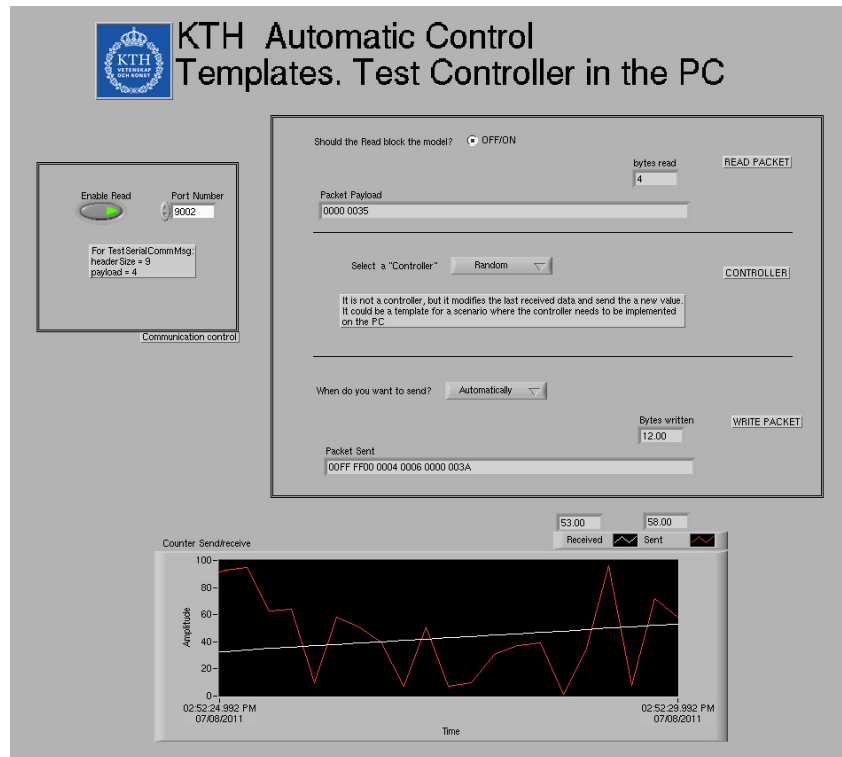 KTH
VETENSKAP
OCH KONST
KTH Automatic Control
Templates. Test Controller in the PC
Enable Read
Port Number
9002
For TestSerialCommMsg:
headerSize = 9
payload = 4
Communication control
Should the Read block the model?
OFF/ON
bytes read
4
READ PACKET
Packet Payload
0000 0035
Select a "Controller"
Random
CONTROLLER
It is not a controller, but it modifies the last received data and send the a new value.
It could be a template for a scenario where the controller needs to be implemented
on the PC
When do you want to send?
Automatically
Bytes written
12.00
WRITE PACKET
Packet Sent
00FF FF00 0004 0006 0000 003A
53.00
58.00
Received
Sent
Counter Send/receive
100
80
60
40
20
0
Amplitude
02:52:24.992 PM
07/08/2011
02:52:29.992 PM
07/08/2011
Time